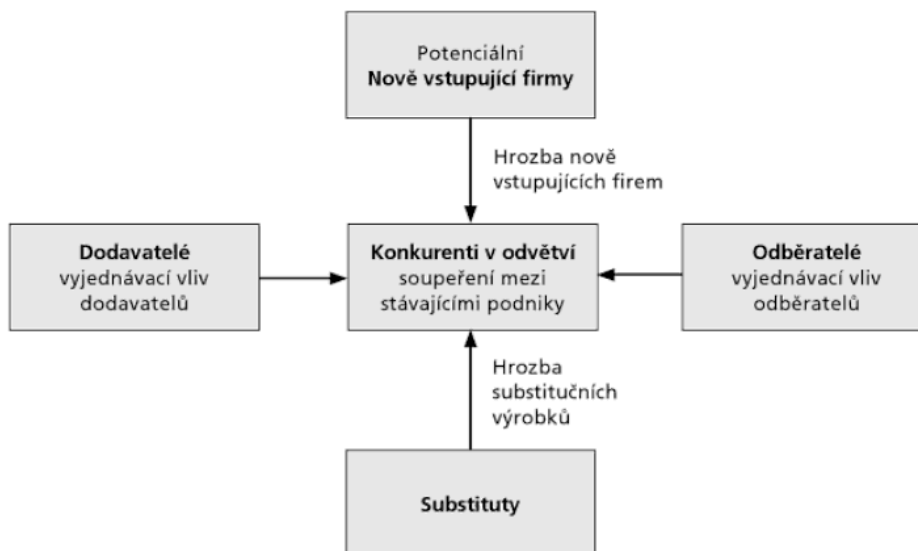 Potenciální
Nově vstupující firmy
Hrozba nově
vstupujících firem
Dodavatelé
vyjednávací vliv
dodavatelů
Konkurenti v odvětví
soupeření mezi
stávajícími podniky
Odběratelé
vyjednávací vliv
odběratelů
Hrozba
substitučních
výrobků
Substituty